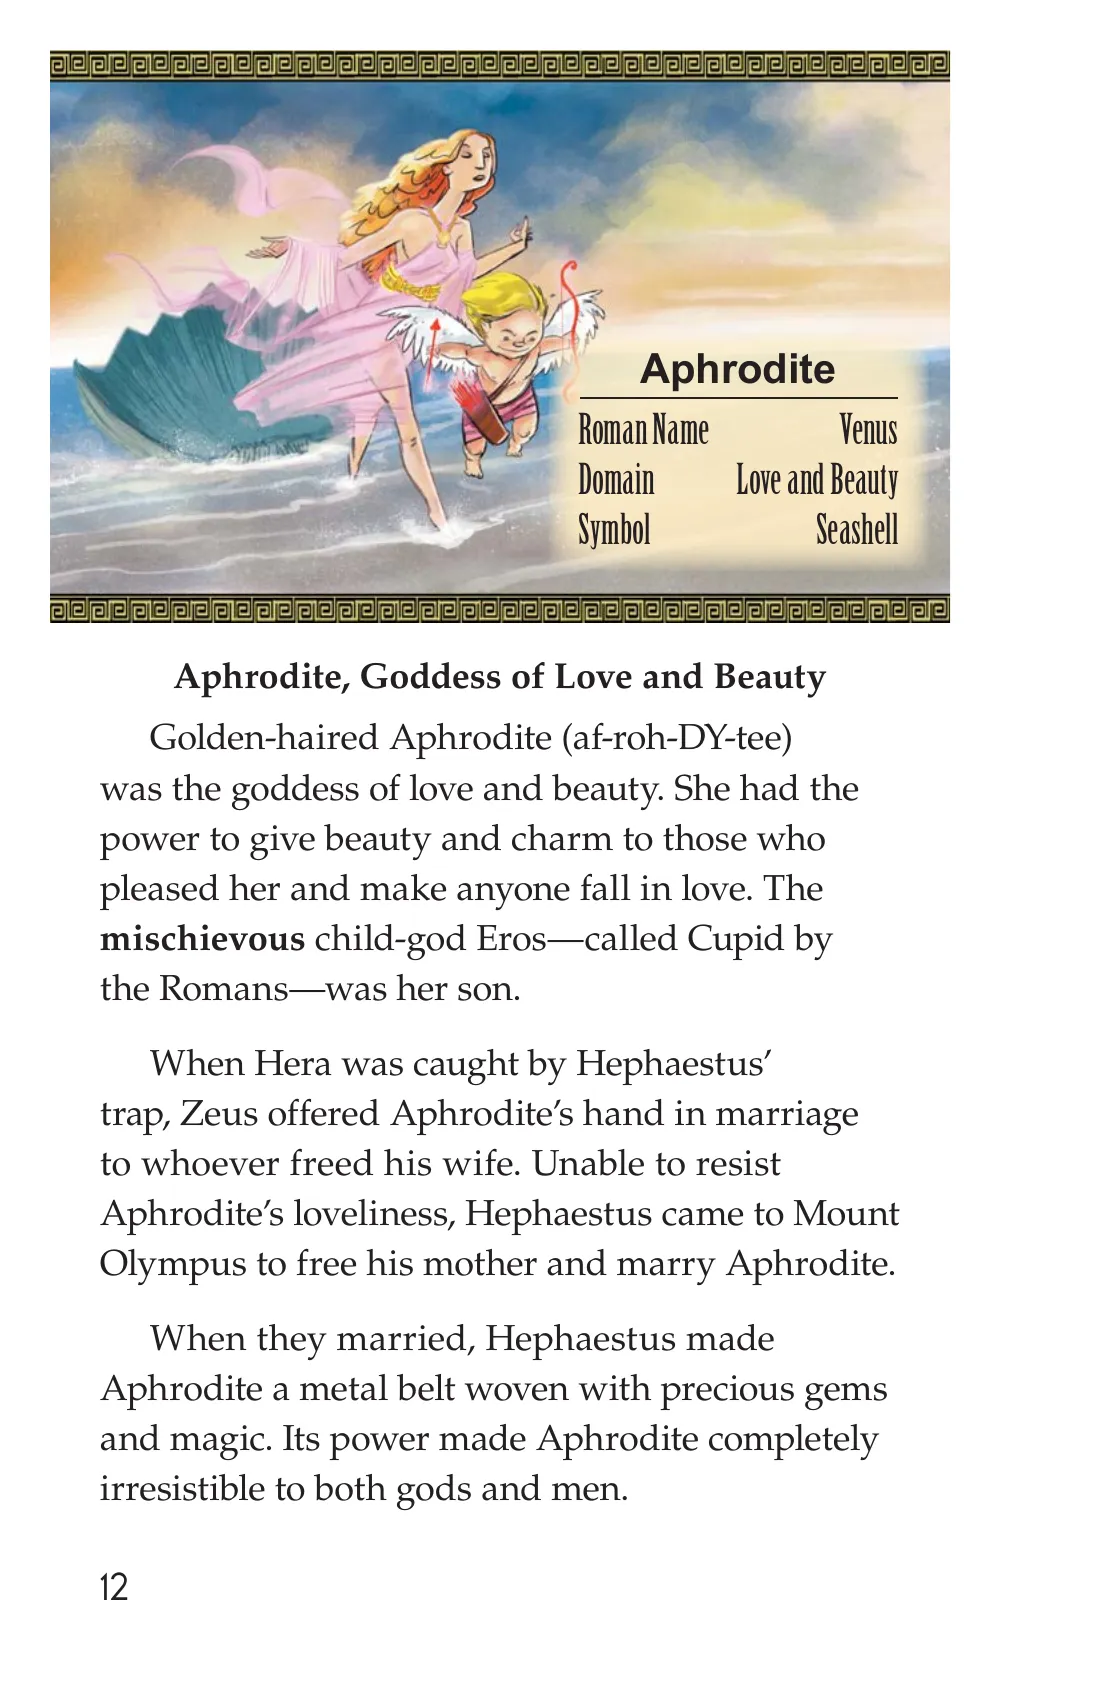 Aphrodite
Roman Name Venus
Domain Love and Beauty
Symbol Seashell
Aphrodite, Goddess of Love and Beauty
Golden-haired Aphrodite (af-roh-DY-tee)
was the goddess of love and beauty. She had the
power to give beauty and charm to those who
pleased her and make anyone fall in love. The
mischievous child-god Eros—called Cupid by
the Romans—was her son.
When Hera was caught by Hephaestus’
trap, Zeus offered Aphrodite’s hand in marriage
to whoever freed his wife. Unable to resist
Aphrodite’s loveliness, Hephaestus came to Mount
Olympus to free his mother and marry Aphrodite.
When they married, Hephaestus made
Aphrodite a metal belt woven with precious gems
and magic. Its power made Aphrodite completely
irresistible to both gods and men.
12